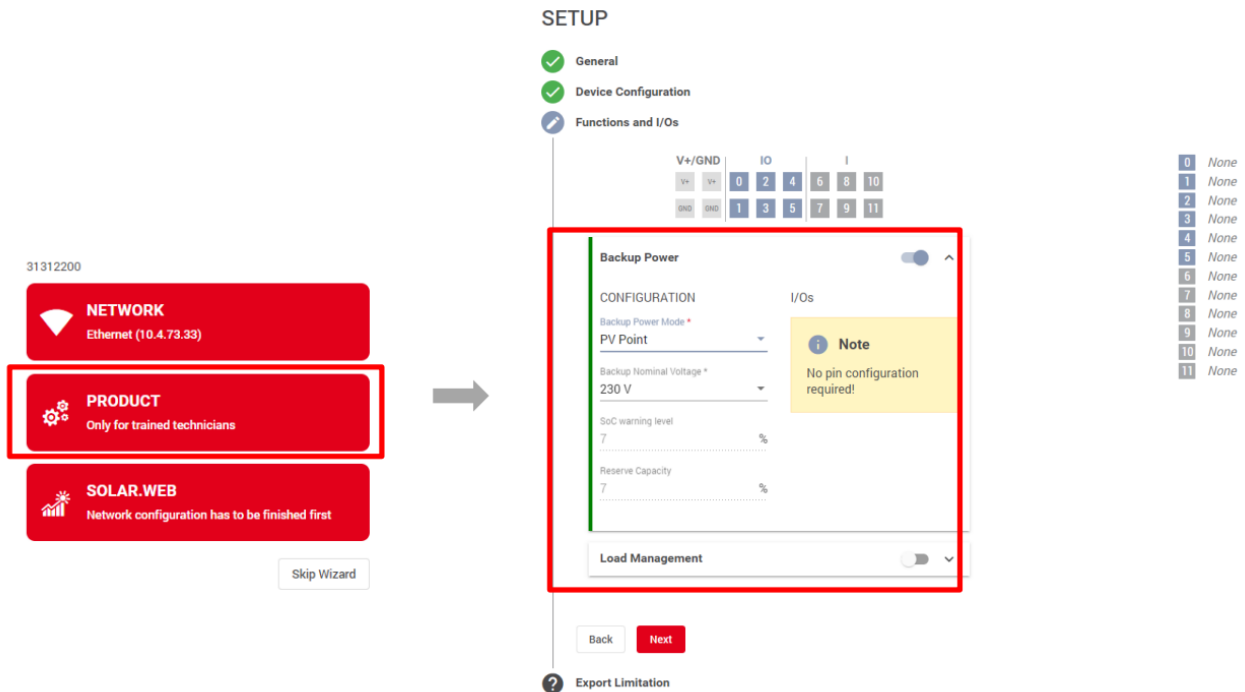 31312200
NETWORK
Ethernet (10.4.73.33)
PRODUCT
Only for trained technicians
SOLAR.WEB
Network configuration has to be finished first
Skip Wizard
SETUP
General
Device Configuration
Functions and I/Os
V+/GND IO I
V+ V+ 0 2 4 6 8 10
GND GND 1 3 5 7 9 11
Backup Power
CONFIGURATION
Backup Power Mode *
PV Point
Backup Nominal Voltage *
230 V
SoC warning level
7 %
Reserve Capacity
7 %
I/Os
Note
No pin configuration
required!
Load Management
Back Next
? Export Limitation
0 None
1 None
2 None
3 None
4 None
5 None
6 None
7 None
8 None
9 None
10 None
11 None